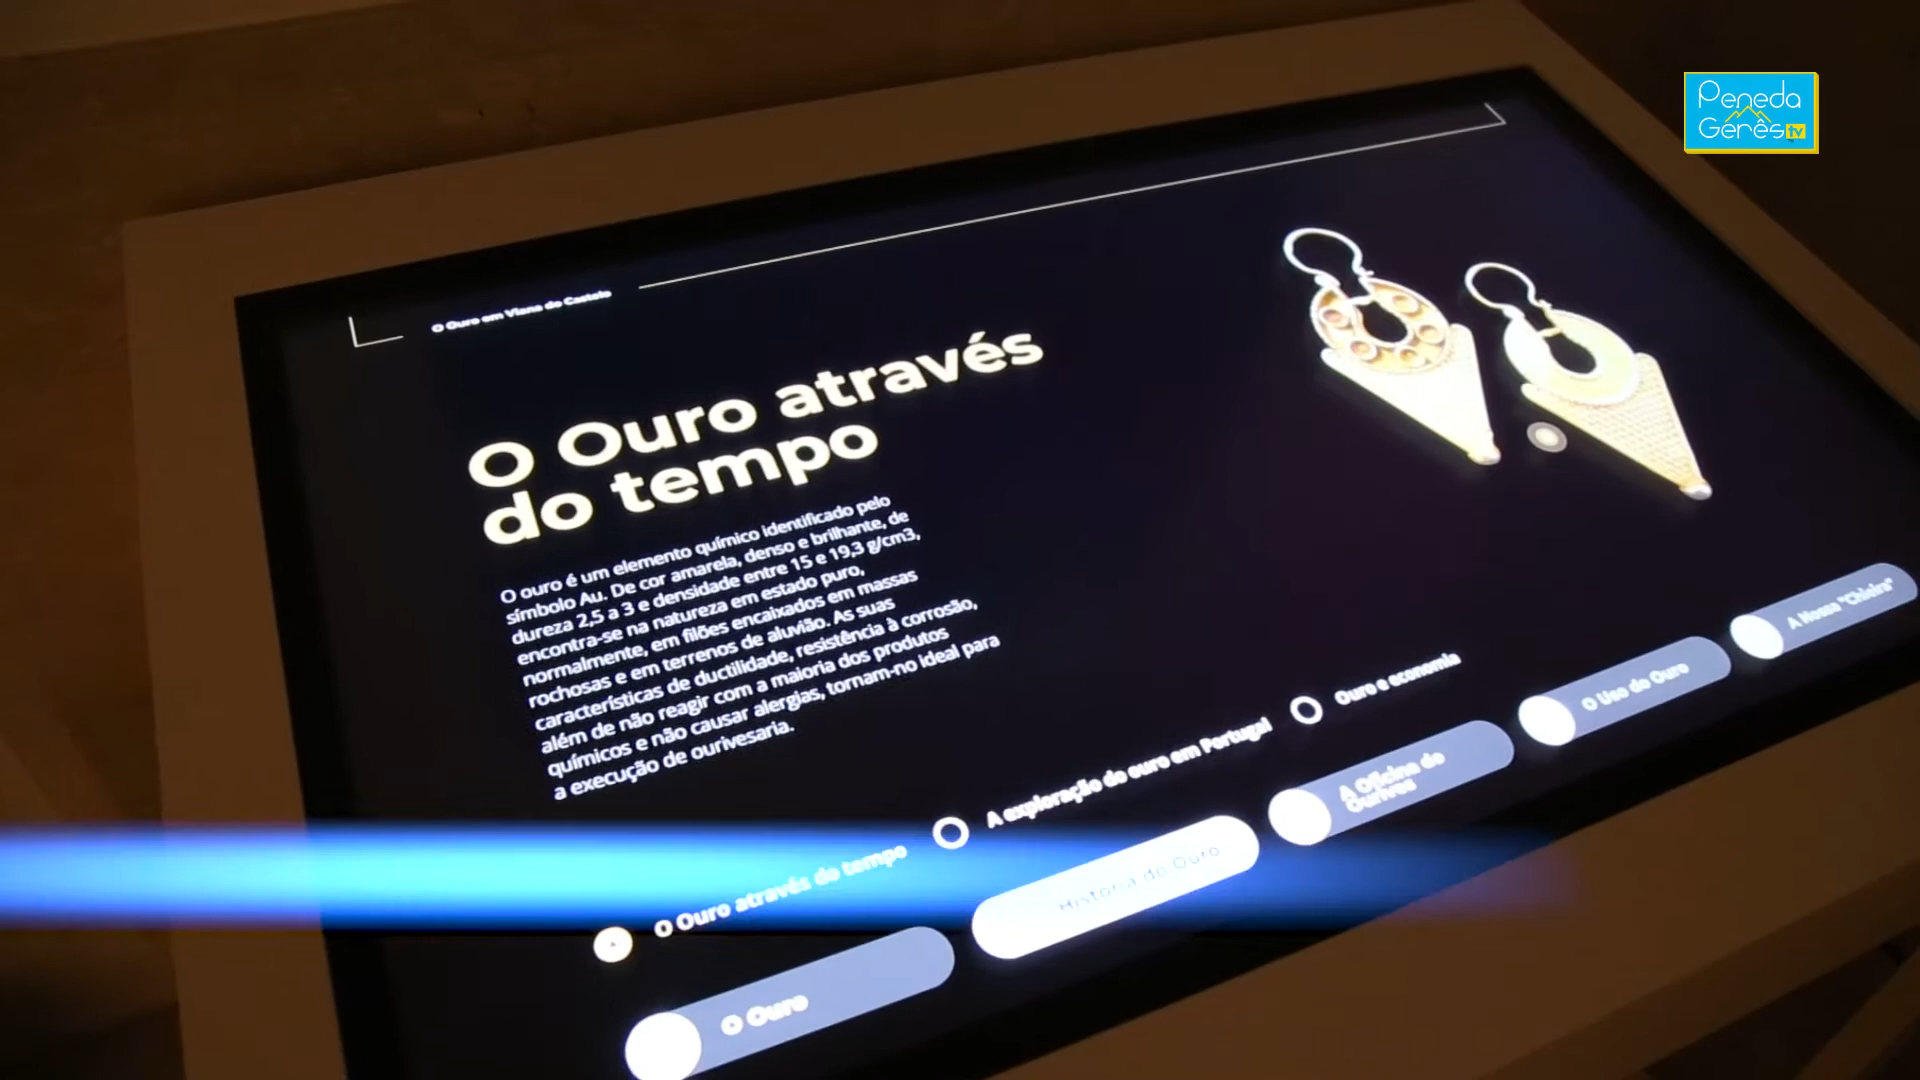 Peneda
Gerês tv
O Ouro em Viana do Castelo
O Ouro através
do tempo
O ouro é um elemento químico identificado pelo
símbolo Au. De cor amarela, denso e brilhante, de
dureza 2,5 a 3 e densidade entre 15 e 19,3 g/cm3,
encontra-se na natureza em estado puro,
normalmente, em filões encaixados em massas
rochosas e em terrenos de aluvião. As suas
características de ductilidade, resistência à corrosão,
além de não reagir com a maioria dos produtos
químicos e não causar alergias, tornam-no ideal para
a execução de ourivesaria.
O Ouro através do tempo
A exploração do ouro em Portugal
Ouro e economia
O Ouro
História do Ouro
A Oficina do
Ourives
O Uso do Ouro
A Nossa "Chieira"